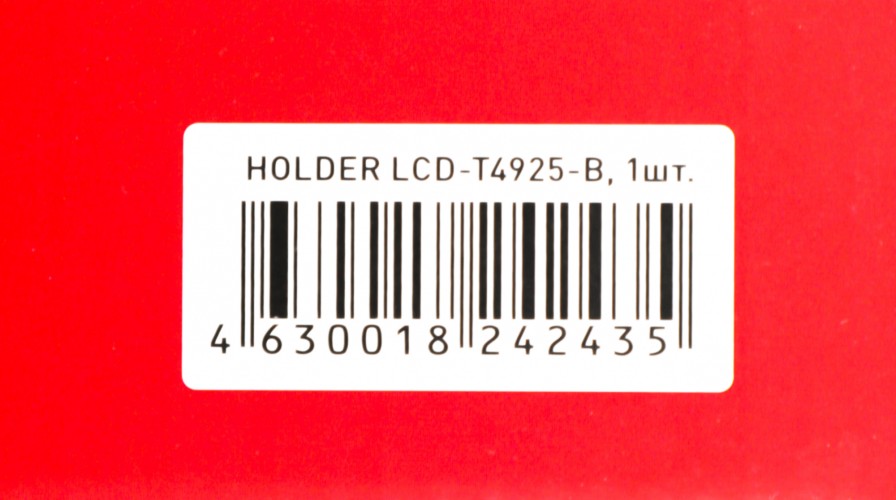 HOLDER LCD-T4925-B, 1шт.
4 630018 242435